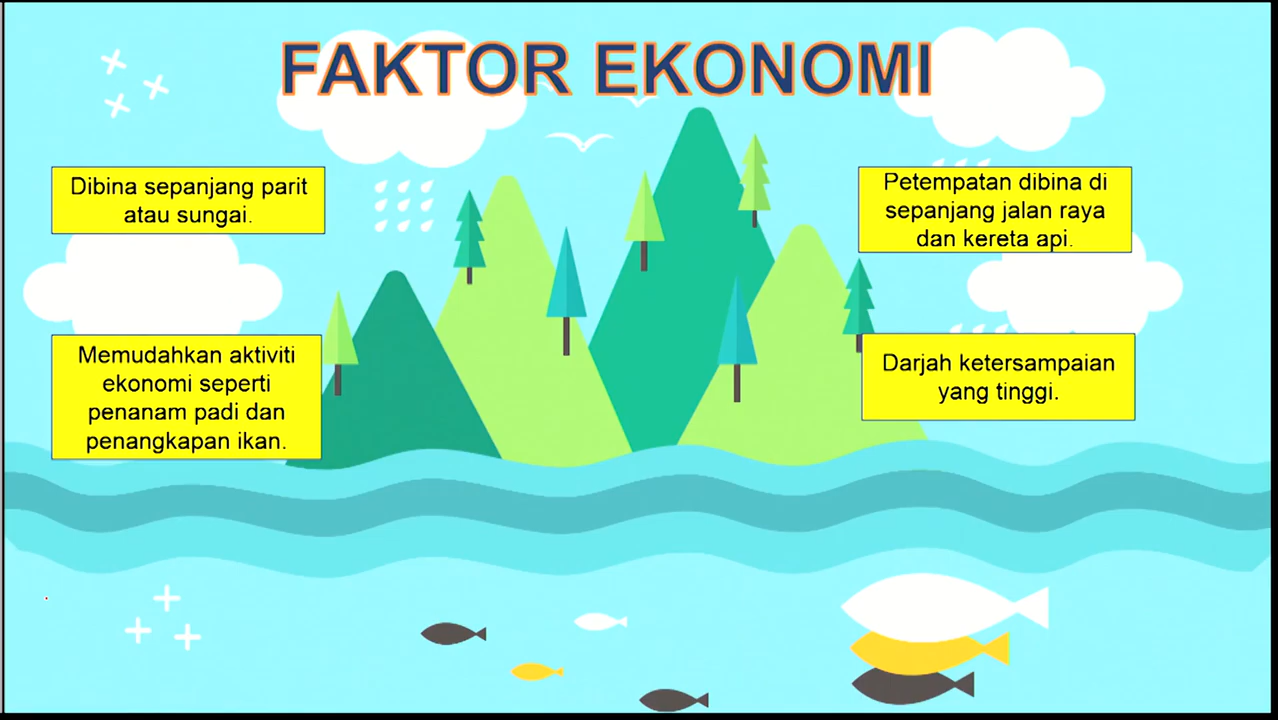 FAKTOR EKONOMI
Dibina sepanjang parit
atau sungai.
Memudahkan aktiviti
ekonomi seperti
penanam padi dan
penangkapan ikan.
Petempatan dibina di
sepanjang jalan raya
dan kereta api.
Darjah ketersampaian
yang tinggi.